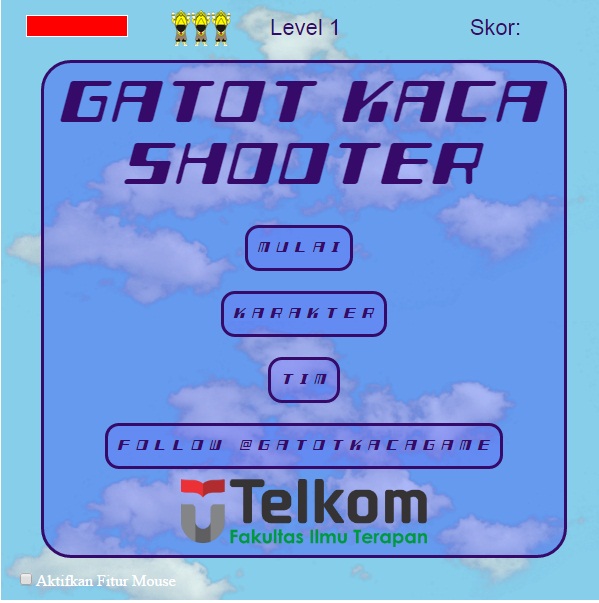 Level 1
Skor:
GATOT KACA
SHOOTER
MULAI
KARAKTER
TIM
FOLLOW @GATOTKACAGAME
Telkom
Fakultas Ilmu Terapan
Aktifkan Fitur Mouse